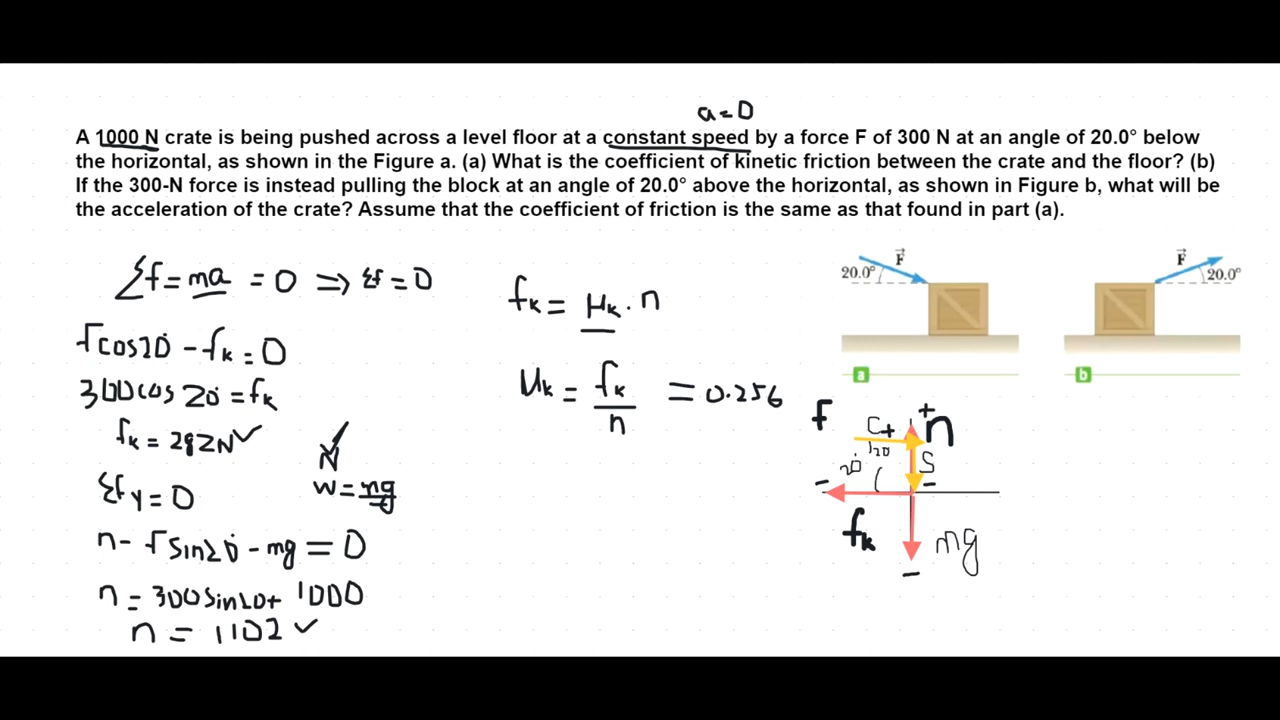 a=0
A 1000 N crate is being pushed across a level floor at a constant speed by a force F of 300 N at an angle of 20.0° below
the horizontal, as shown in the Figure a. (a) What is the coefficient of kinetic friction between the crate and the floor? (b)
If the 300-N force is instead pulling the block at an angle of 20.0° above the horizontal, as shown in Figure b, what will be
the acceleration of the crate? Assume that the coefficient of friction is the same as that found in part (a).
Σf = ma = 0 ⇒ Σf = 0
Fcos20° - fk = 0
300cos 20° = fk
fk = 282N ✓
ΣFy = 0
n - Fsin20° - mg = 0
n = 300sin20 + 1000
n = 1102 ✓
N
w = mg
fk = μk . n
μk = fk / n = 0.256
20.0°
F
a
F
20.0°
b
F
C+
+
n
20°
S
-
-
fk
mg
-